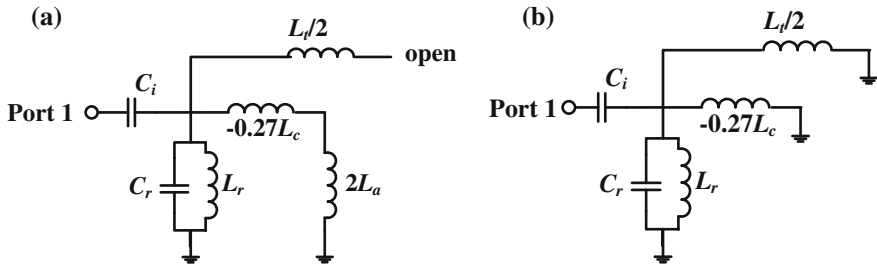 (a)
Lt/2
open
Ci
Port 1
-0.27Lc
Cr
Lr
2La
(b)
Lt/2
Ci
Port 1
-0.27Lc
Cr
Lr